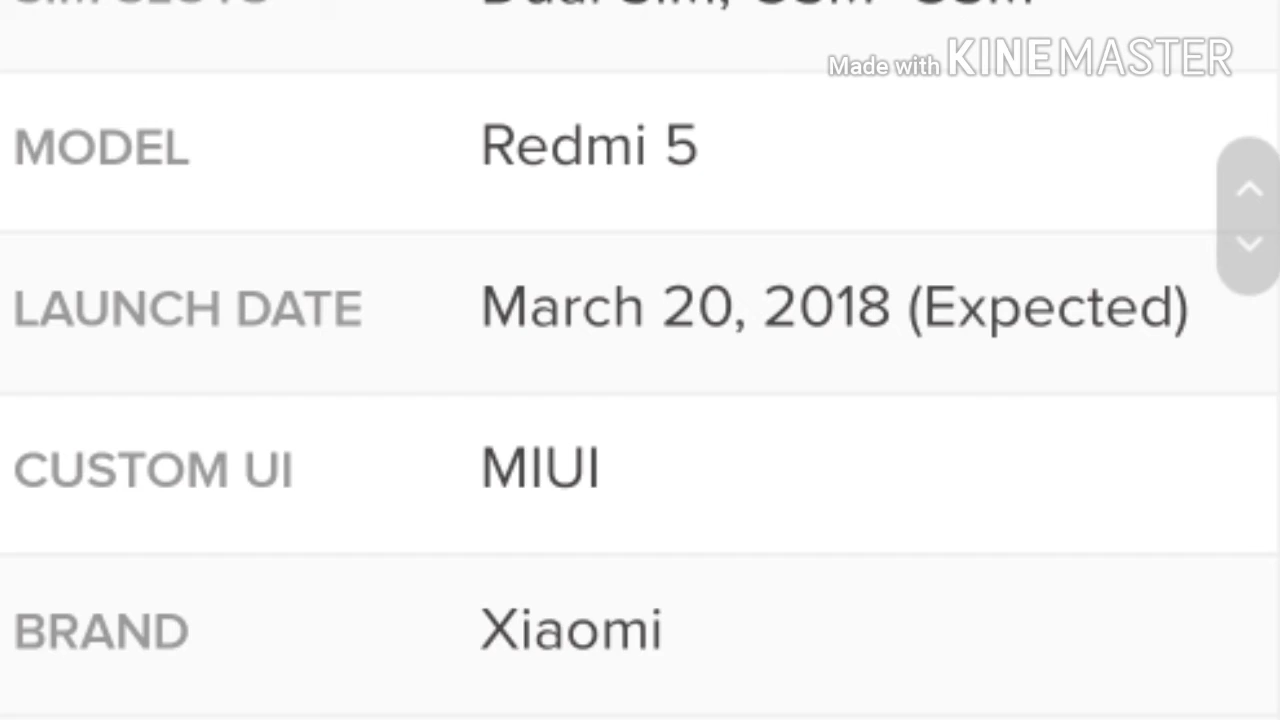 Made with KINEMASTER
MODEL Redmi 5
LAUNCH DATE March 20, 2018 (Expected)
CUSTOM UI MIUI
BRAND Xiaomi